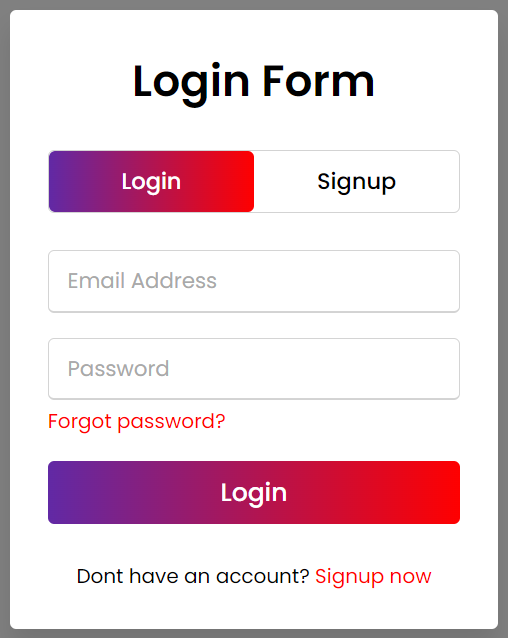 Login Form
Login Signup
Email Address
Password
Forgot password?
Login
Dont have an account? Signup now